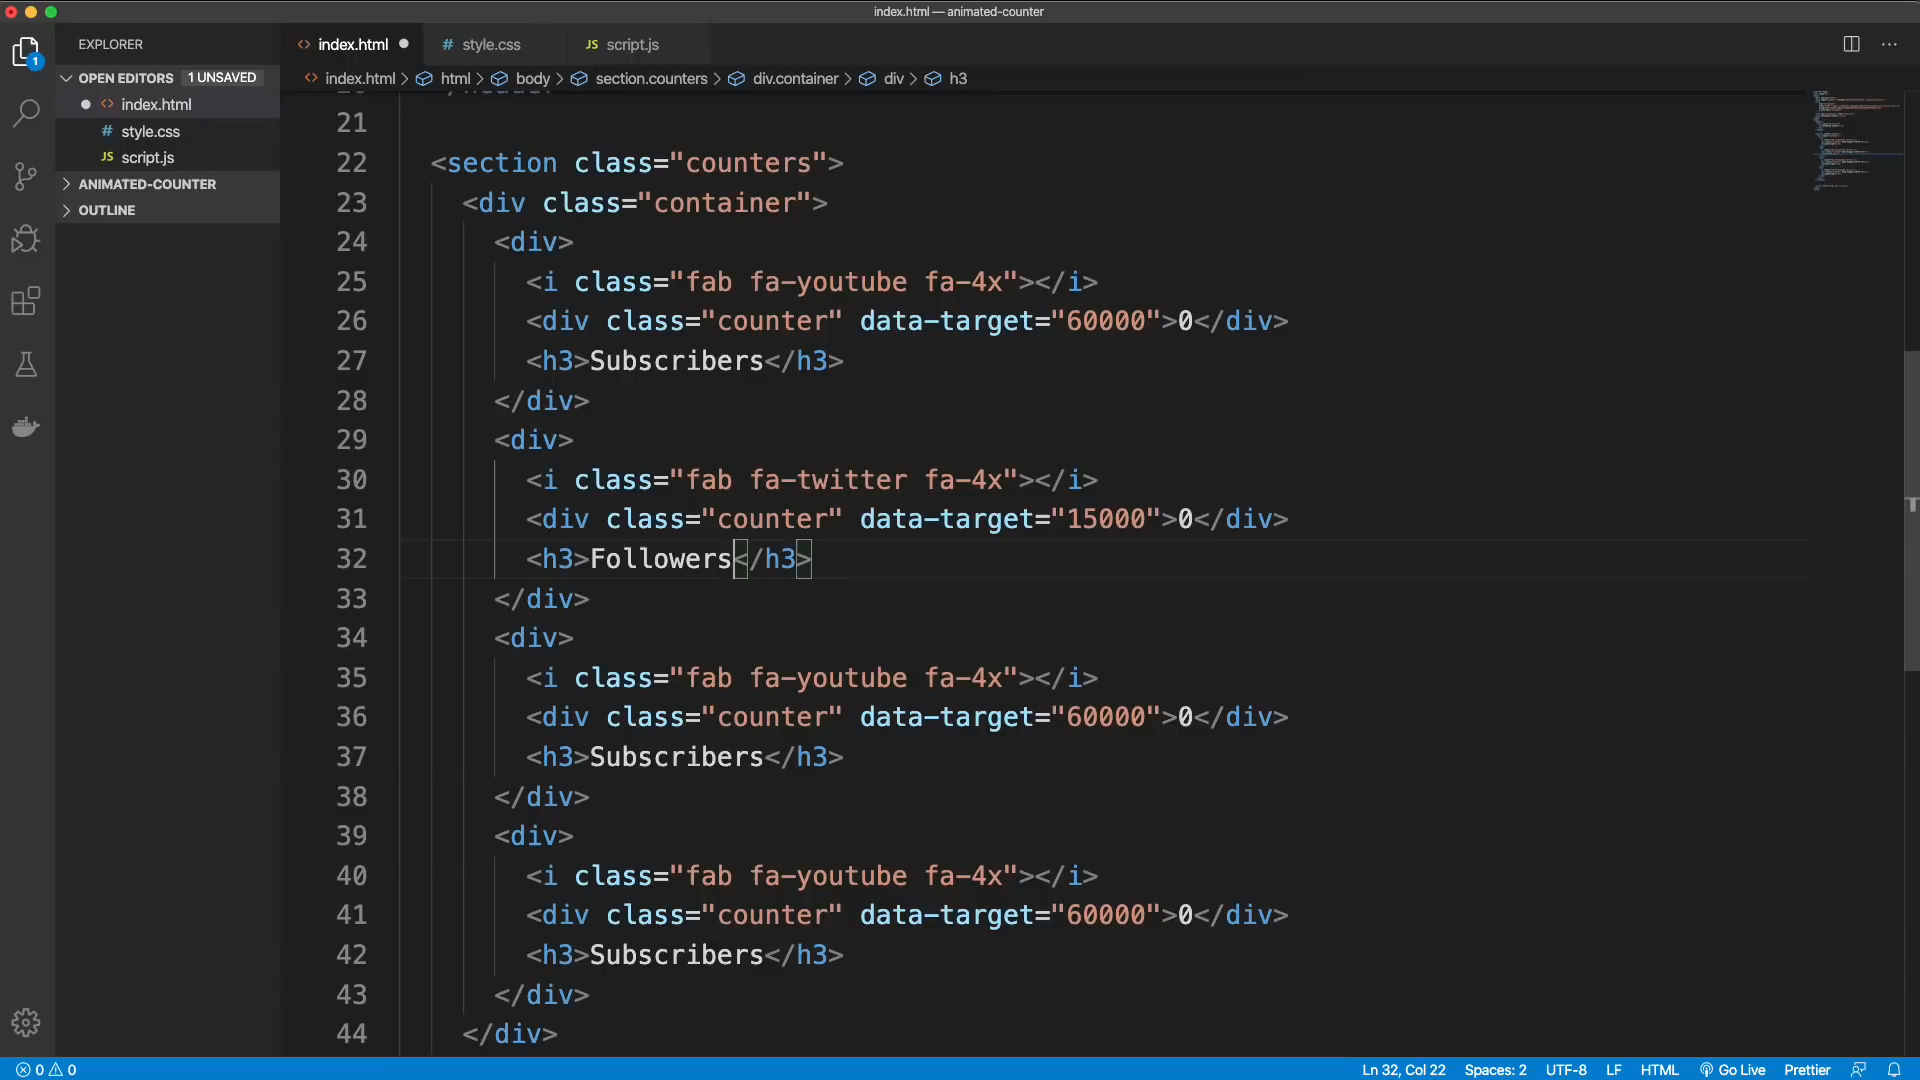 index.html — animated-counter
EXPLORER
OPEN EDITORS 1 UNSAVED
index.html
# style.css
JS script.js
ANIMATED-COUNTER
OUTLINE
1
index.html
# style.css
JS script.js
index.html > html > body > section.counters > div.container > div > h3
21
22 <section class="counters">
23 <div class="container">
24 <div>
25 <i class="fab fa-youtube fa-4x"></i>
26 <div class="counter" data-target="60000">0</div>
27 <h3>Subscribers</h3>
28 </div>
29 <div>
30 <i class="fab fa-twitter fa-4x"></i>
31 <div class="counter" data-target="15000">0</div>
32 <h3>Followers</h3>
33 </div>
34 <div>
35 <i class="fab fa-youtube fa-4x"></i>
36 <div class="counter" data-target="60000">0</div>
37 <h3>Subscribers</h3>
38 </div>
39 <div>
40 <i class="fab fa-youtube fa-4x"></i>
41 <div class="counter" data-target="60000">0</div>
42 <h3>Subscribers</h3>
43 </div>
44 </div>
0 0 Ln 32, Col 22 Spaces: 2 UTF-8 LF HTML Go Live Prettier